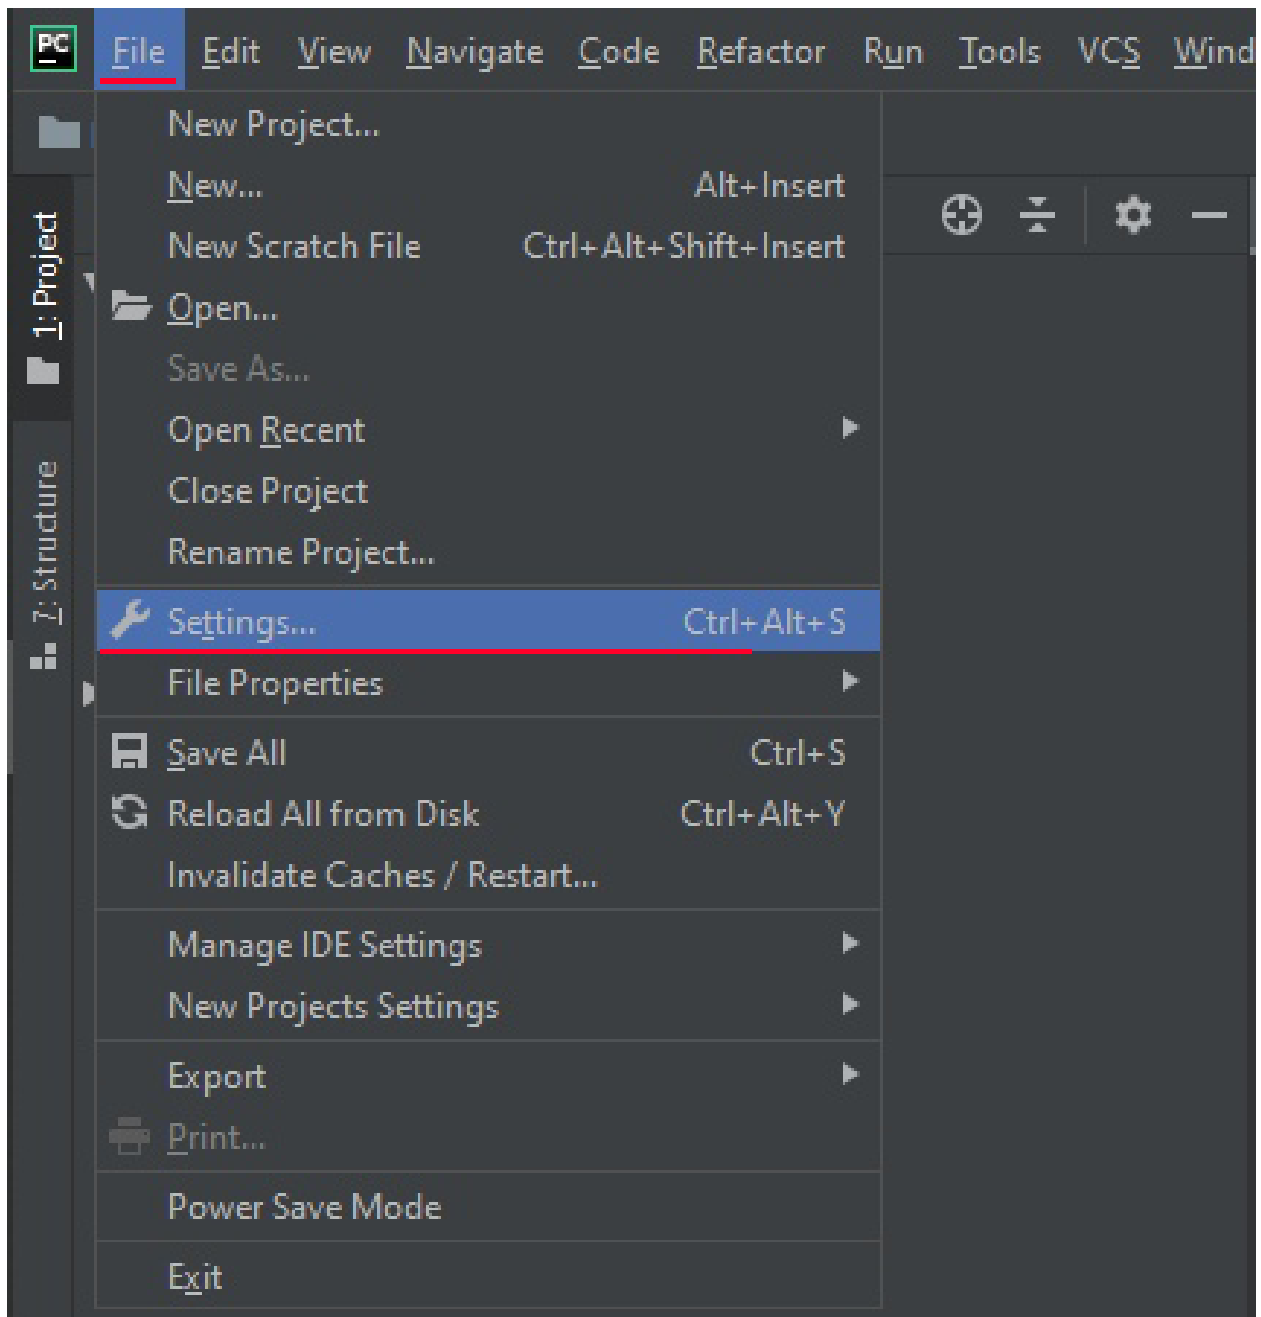 PC File Edit View Navigate Code Refactor Run Tools VCS Wind
New Project...
New... Alt+Insert
New Scratch File Ctrl+Alt+Shift+Insert
Open...
Save As...
Open Recent
Close Project
Rename Project...
Settings... Ctrl+Alt+S
File Properties
Save All Ctrl+S
Reload All from Disk Ctrl+Alt+Y
Invalidate Caches / Restart...
Manage IDE Settings
New Projects Settings
Export
Print...
Power Save Mode
Exit
1: Project
7: Structure